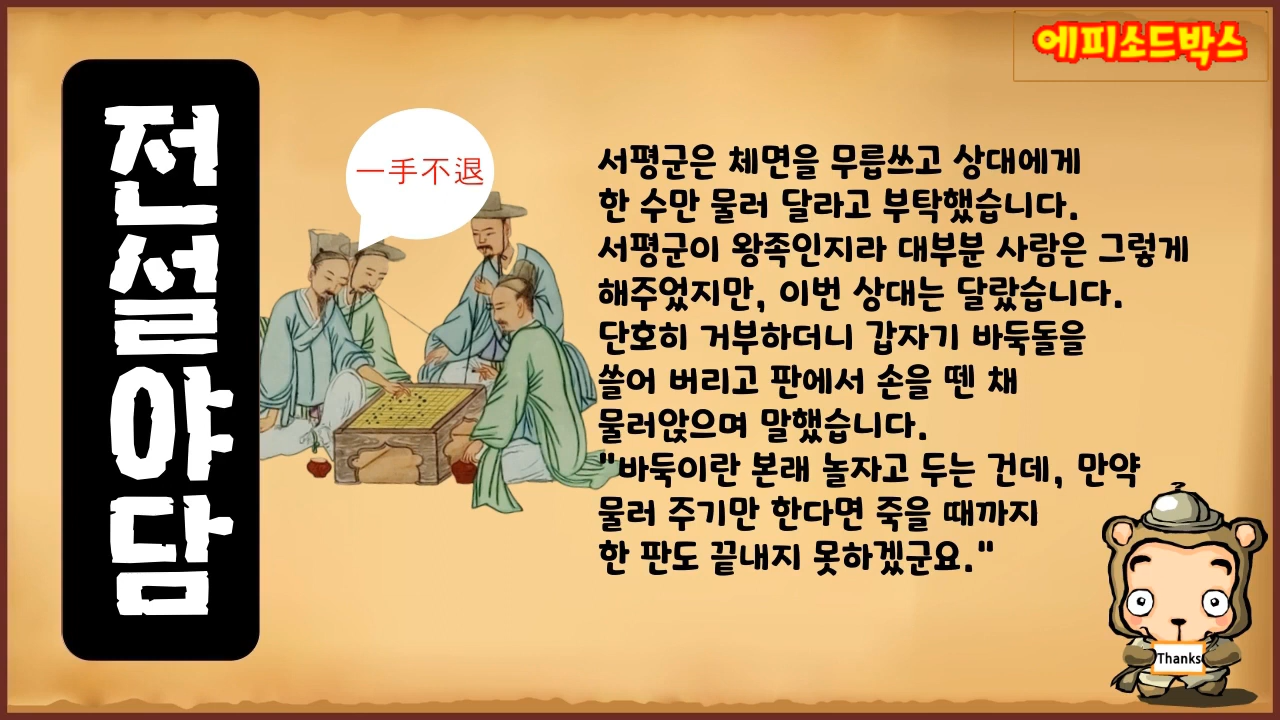 에피소드박스
전설야담
一手不退
서평군은 체면을 무릅쓰고 상대에게
한 수만 물러 달라고 부탁했습니다.
서평군이 왕족인지라 대부분 사람은 그렇게
해주었지만, 이번 상대는 달랐습니다.
단호히 거부하더니 갑자기 바둑돌을
쓸어 버리고 판에서 손을 뗀 채
물러앉으며 말했습니다.
"바둑이란 본래 놀자고 두는 건데, 만약
물러 주기만 한다면 죽을 때까지
한 판도 끝내지 못하겠군요."
Thanks